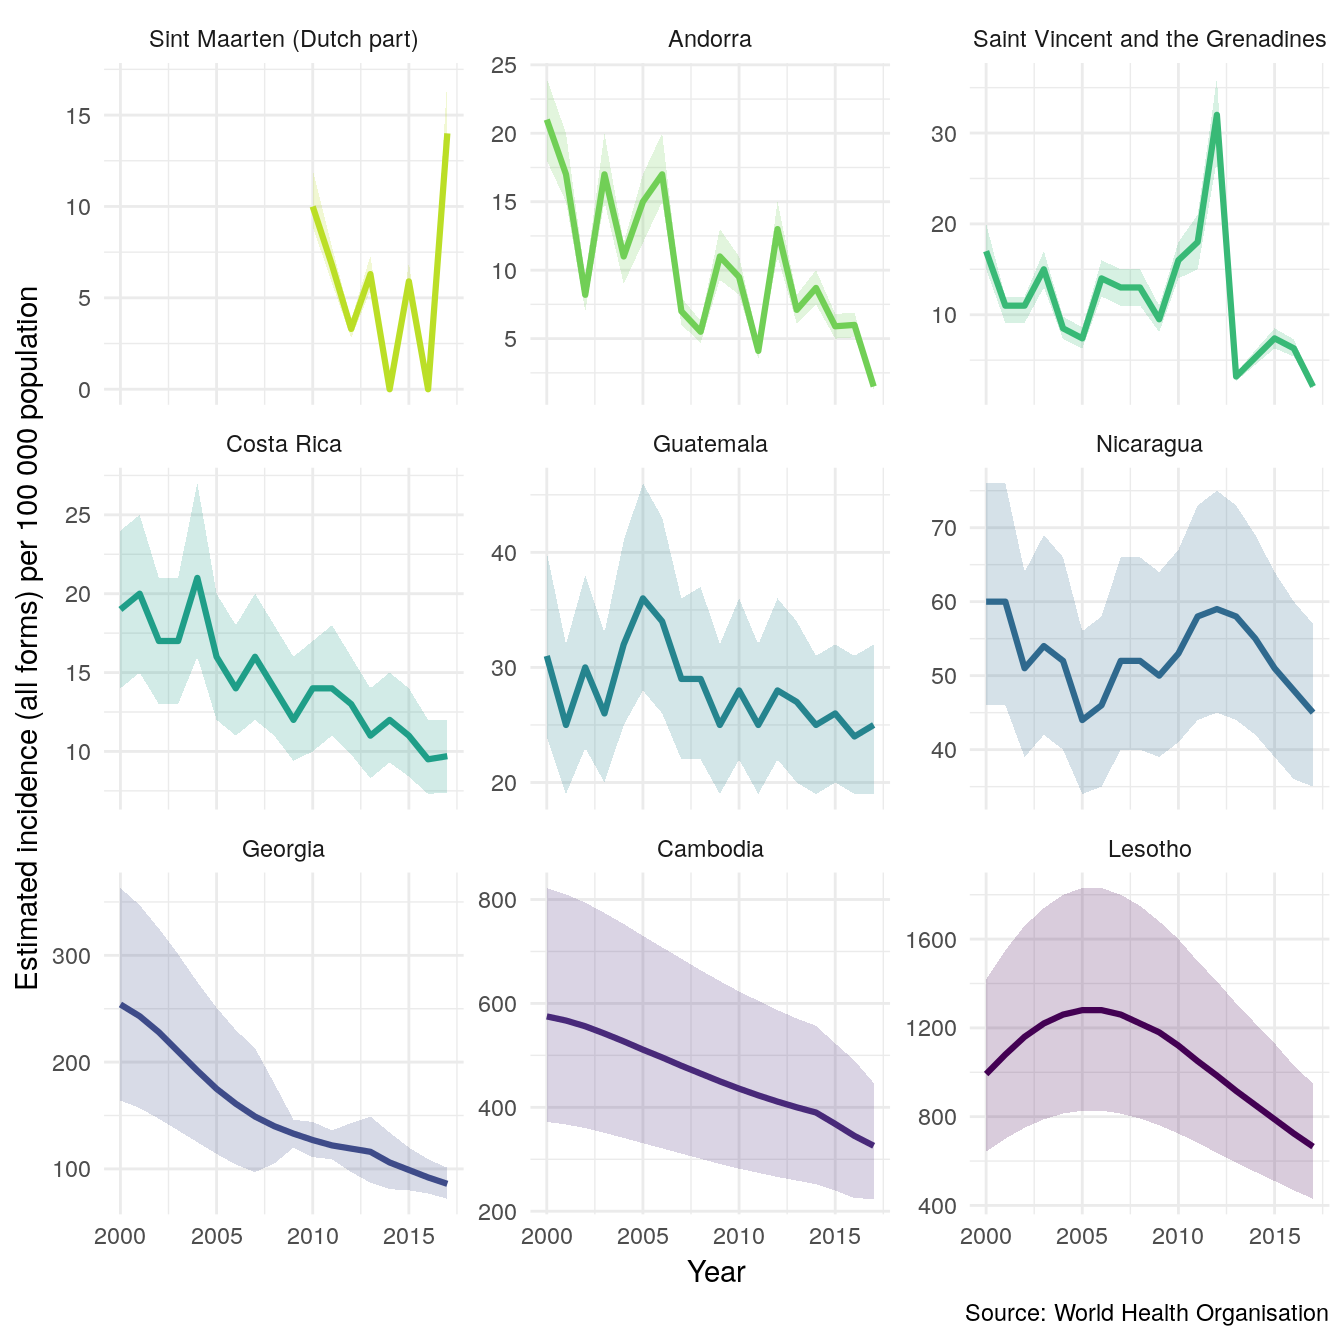 Sint Maarten (Dutch part)
Andorra
Saint Vincent and the Grenadines
15
10
5
0
25
20
15
10
5
30
20
10
Estimated incidence (all forms) per 100 000 population
Costa Rica
Guatemala
Nicaragua
25
20
15
10
40
30
20
70
60
50
40
Georgia
Cambodia
Lesotho
300
200
100
800
600
400
200
1600
1200
800
400
2000 2005 2010 2015
2000 2005 2010 2015
2000 2005 2010 2015
Year
Source: World Health Organisation